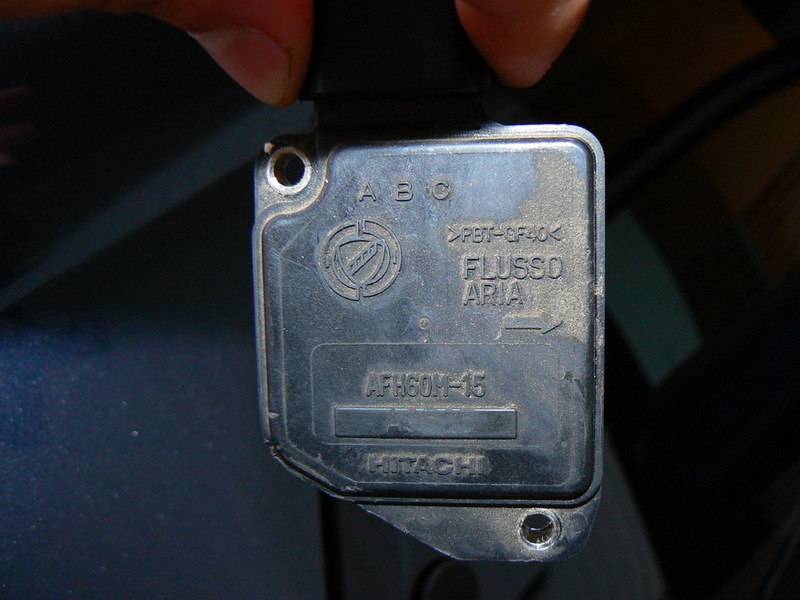 A B C
>PBT-GF40<
FLUSSO
ARIA
AFH60M-15
HITACHI